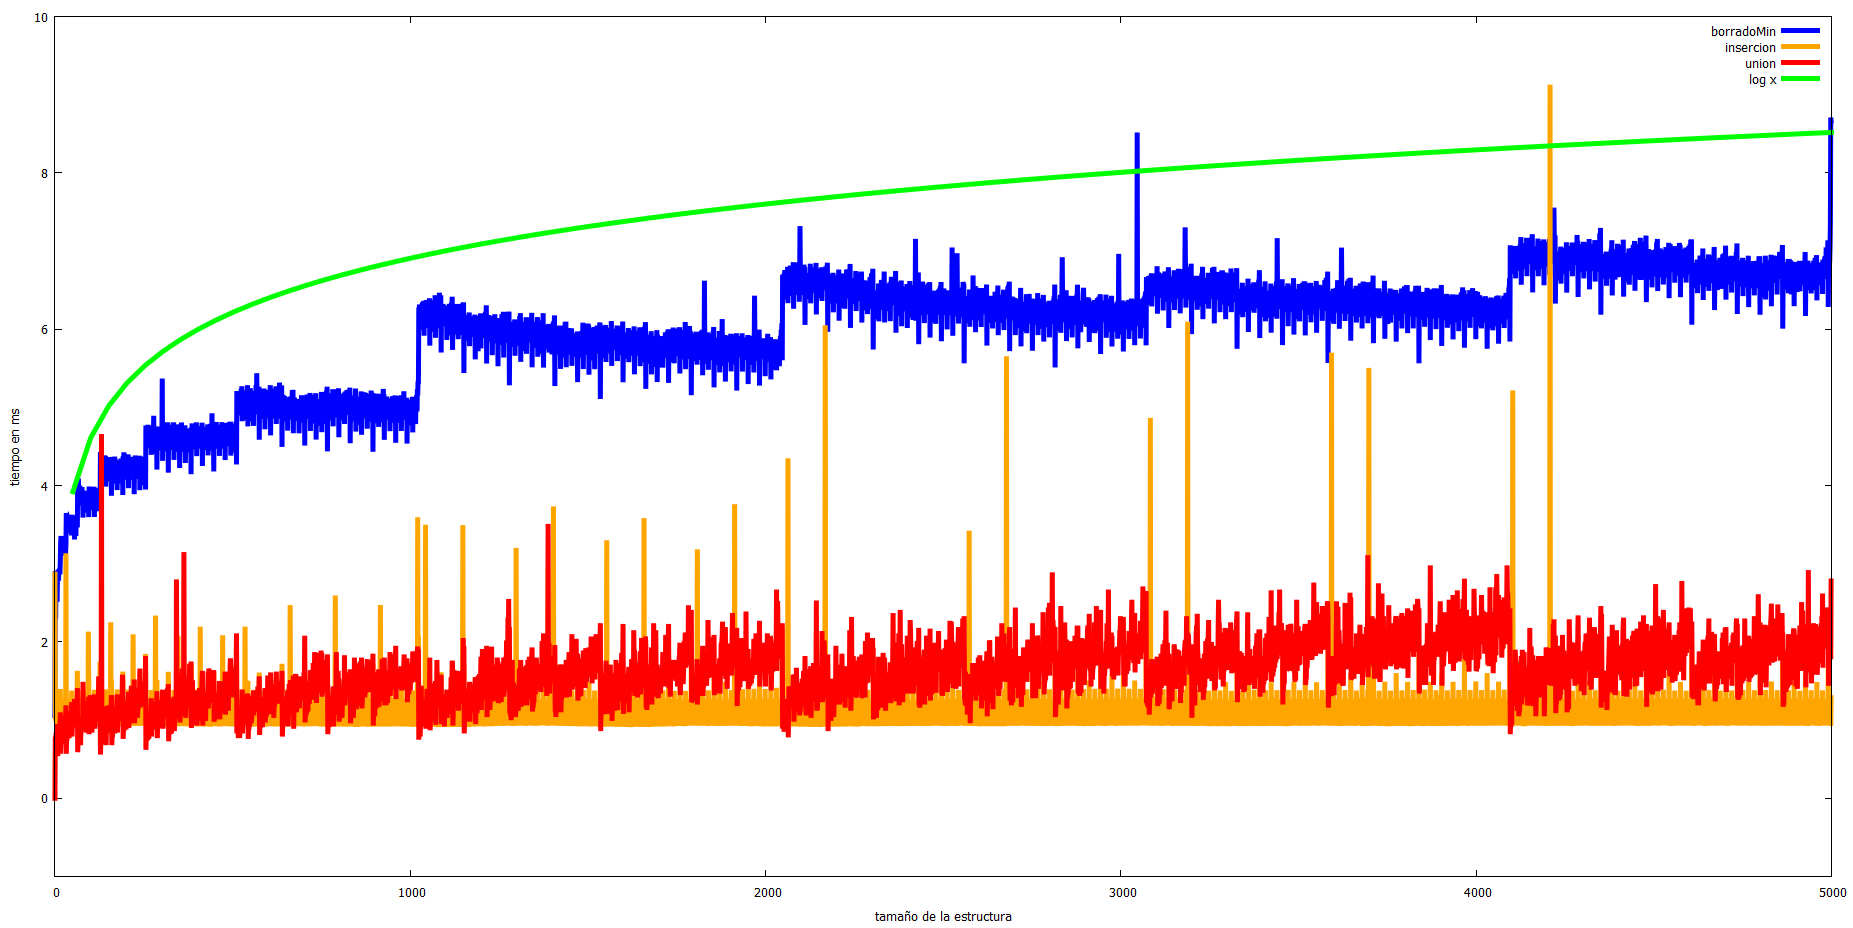 10
8
6
4
2
0
tiempo en ms
borradoMin
insercion
union
log x
0 1000 2000 3000 4000 5000
tamaño de la estructura